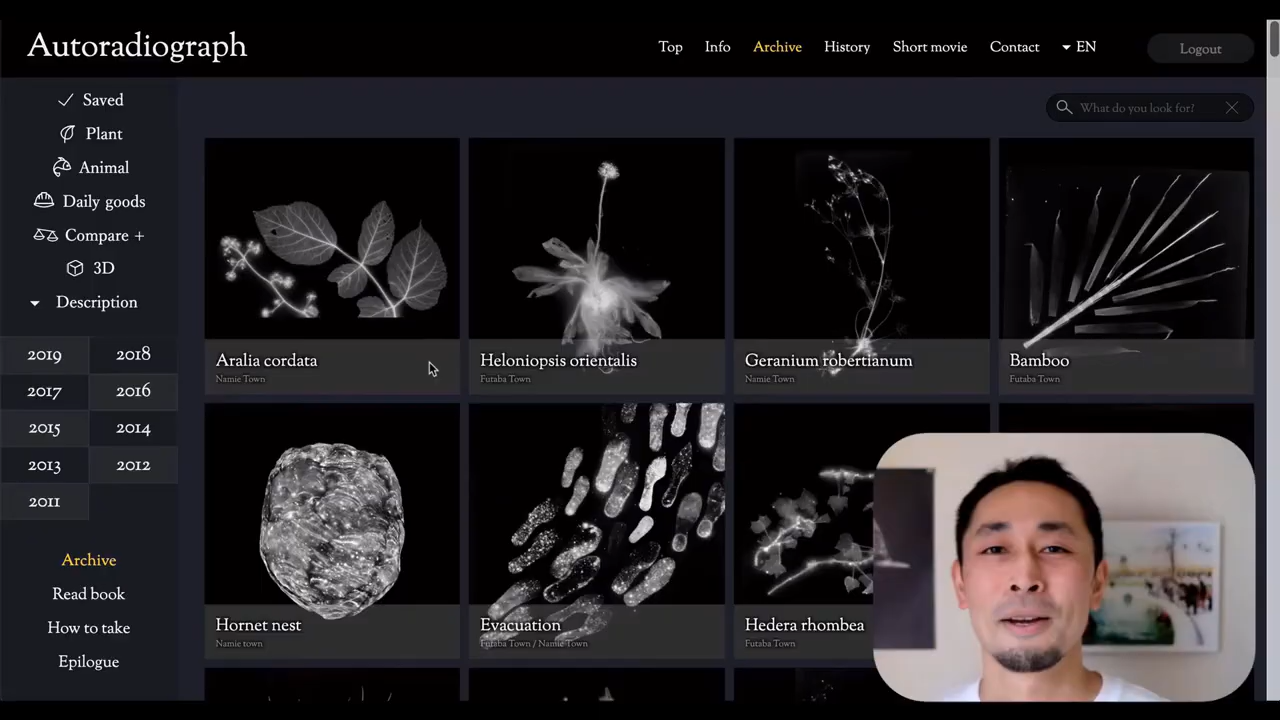 Autoradiograph
Top
Info
Archive
History
Short movie
Contact
EN
Logout
Saved
Plant
Animal
Daily goods
Compare +
3D
Description
2019
2018
2017
2016
2015
2014
2013
2012
2011
Archive
Read book
How to take
Epilogue
What do you look for?
Aralia cordata
Namie Town
Heloniopsis orientalis
Futaba Town
Geranium robertianum
Namie Town
Bamboo
Futaba Town
Hornet nest
Namie town
Evacuation
Futaba Town / Namie Town
Hedera rhombea
Futaba Town